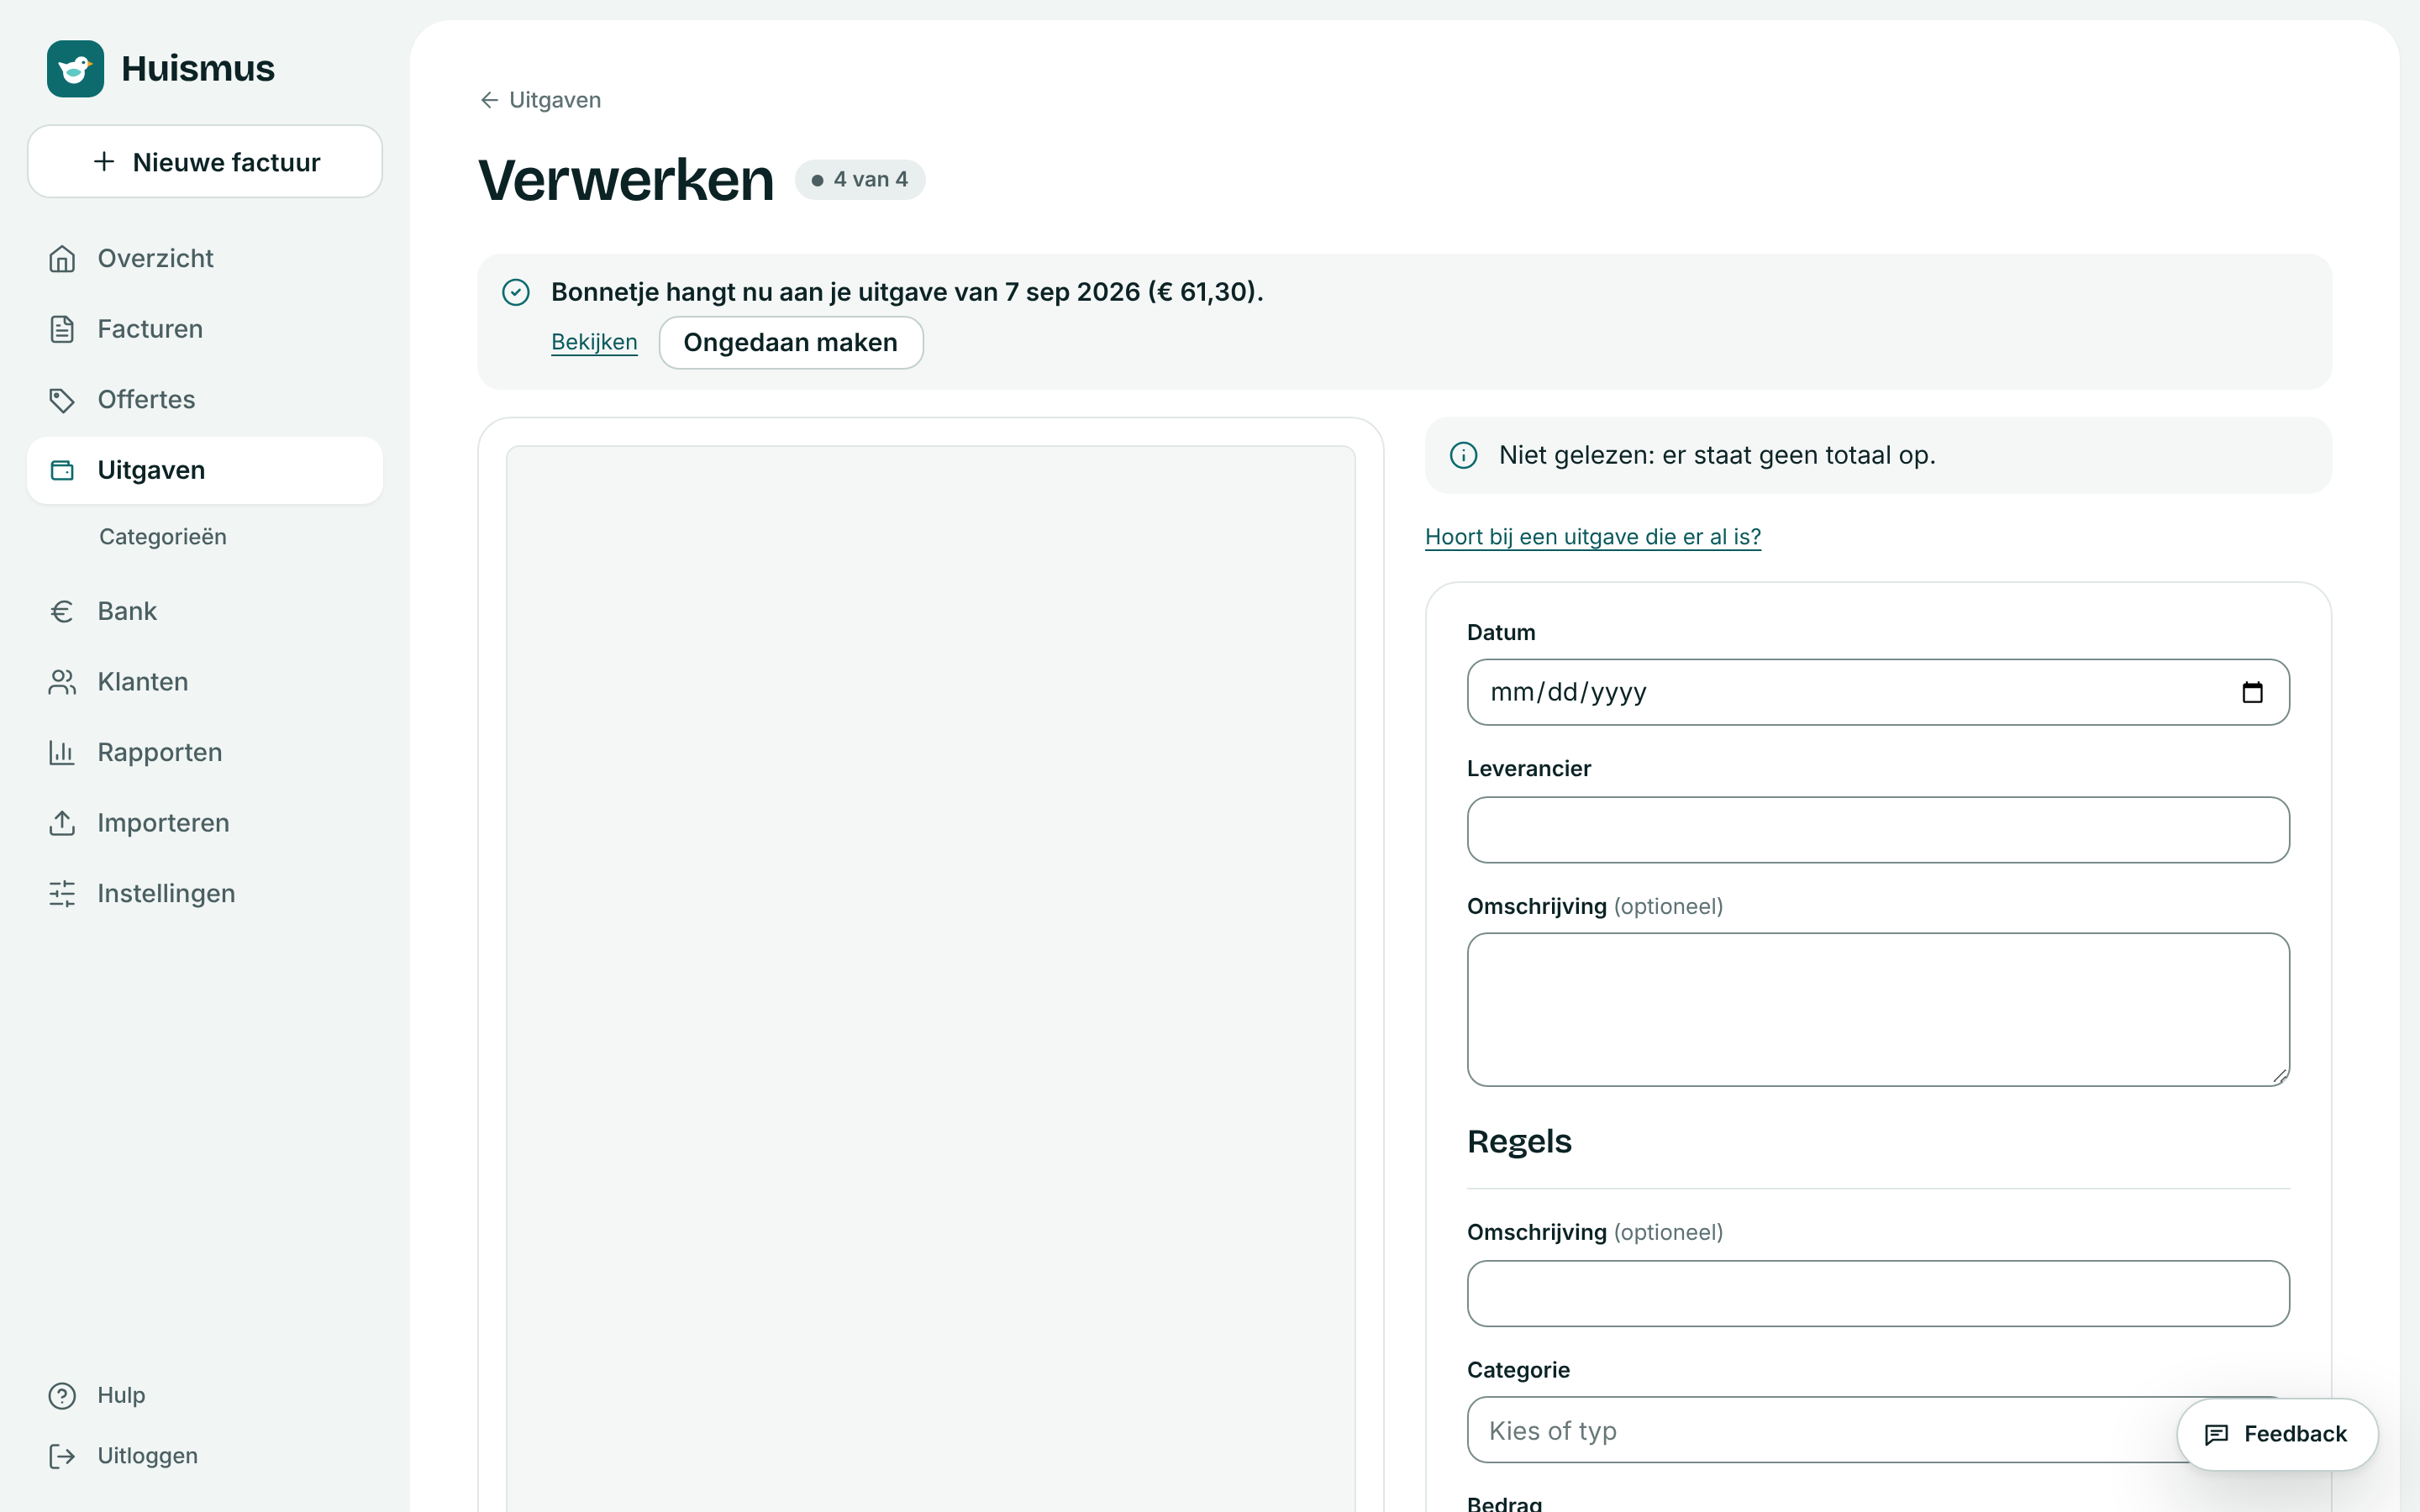 Huismus
Nieuwe factuur
Overzicht
Facturen
Offertes
Uitgaven
Categorieën
Bank
Klanten
Rapporten
Importeren
Instellingen
Hulp
Uitloggen
Uitgaven
Verwerken
4 van 4
Bonnetje hangt nu aan je uitgave van 7 sep 2026 (€ 61,30).
Bekijken
Ongedaan maken
Niet gelezen: er staat geen totaal op.
Hoort bij een uitgave die er al is?
Datum
mm/dd/yyyy
Leverancier
Omschrijving (optioneel)
Regels
Omschrijving (optioneel)
Categorie
Kies of typ
Bedrag
Feedback